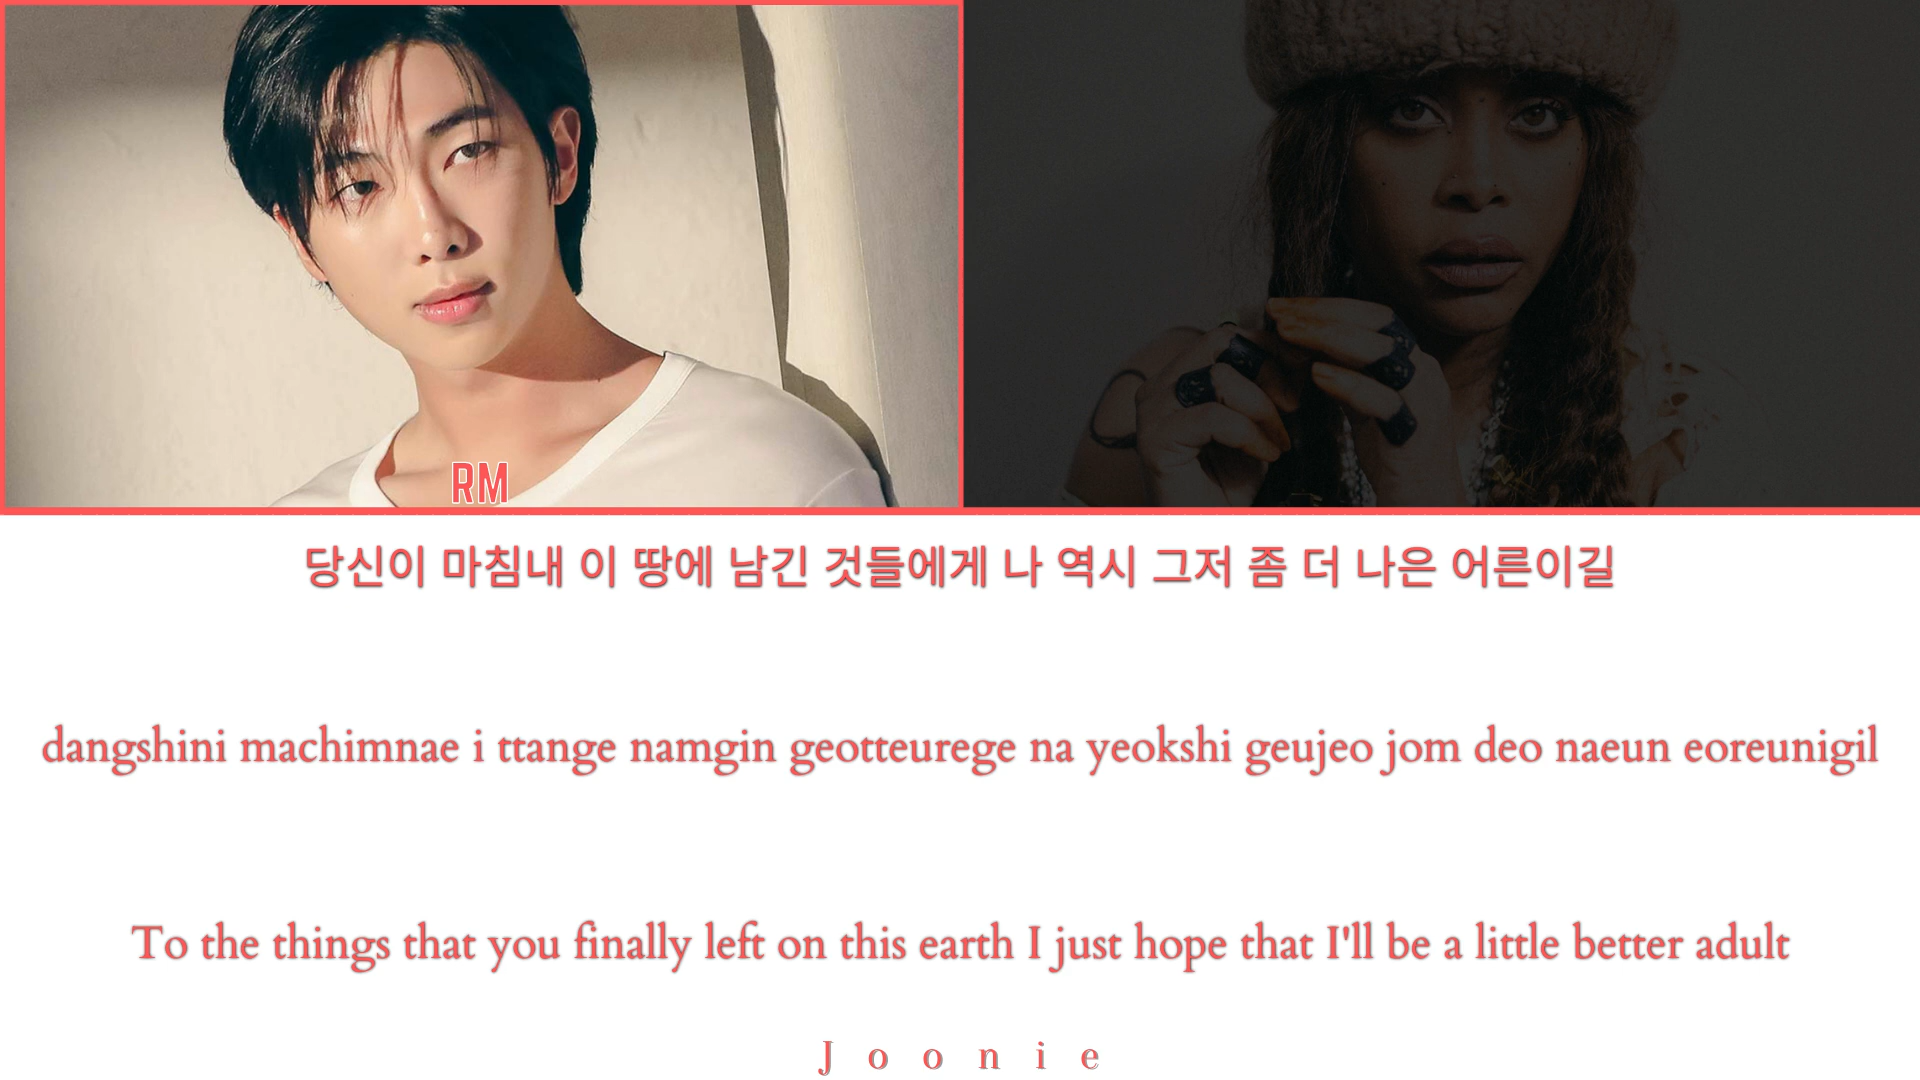 RM
당신이 마침내 이 땅에 남긴 것들에게 나 역시 그저 좀 더 나은 어른이길
dangshini machimnae i ttange namgin geotteurege na yeokshi geujeo jom deo naeun eoreunigil
To the things that you finally left on this earth I just hope that I'll be a little better adult
Joonie